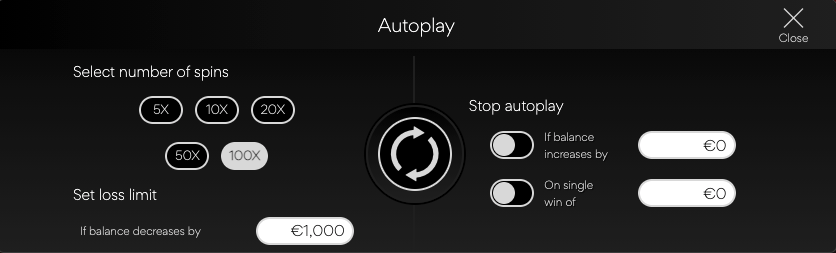 Autoplay
Close
Select number of spins
5X 10X 20X
50X 100X
Set loss limit
If balance decreases by €1,000
Stop autoplay
If balance
increases by €0
On single
win of €0